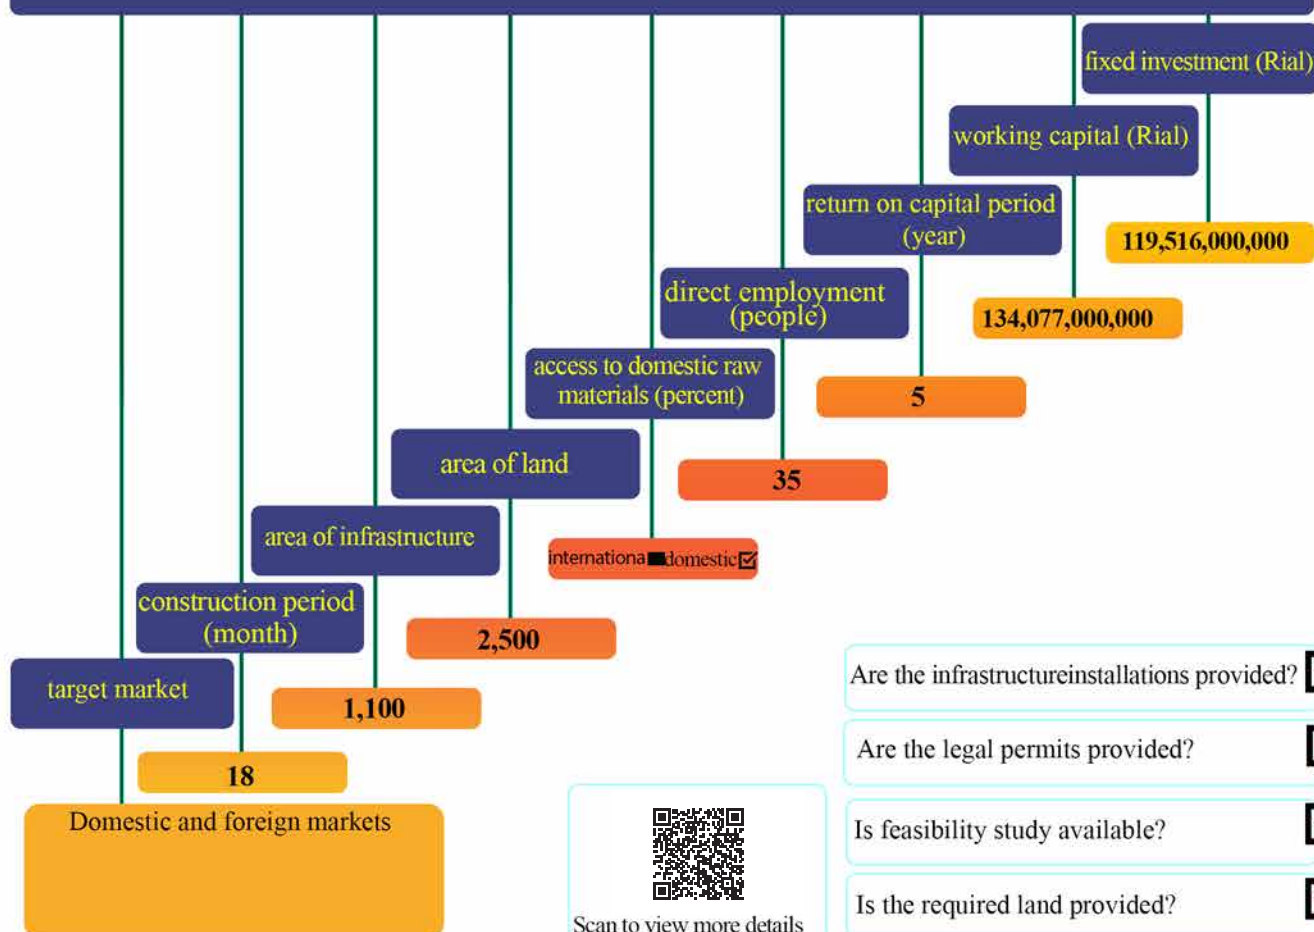 fixed investment (Rial)
119,516,000,000
working capital (Rial)
134,077,000,000
return on capital period
(year)
5
direct employment
(people)
35
access to domestic raw
materials (percent)
internationa domestic
area of land
2,500
area of infrastructure
1,100
construction period
(month)
18
target market
Domestic and foreign markets
Scan to view more details
Are the infrastructureinstallations provided?
Are the legal permits provided?
Is feasibility study available?
Is the required land provided?